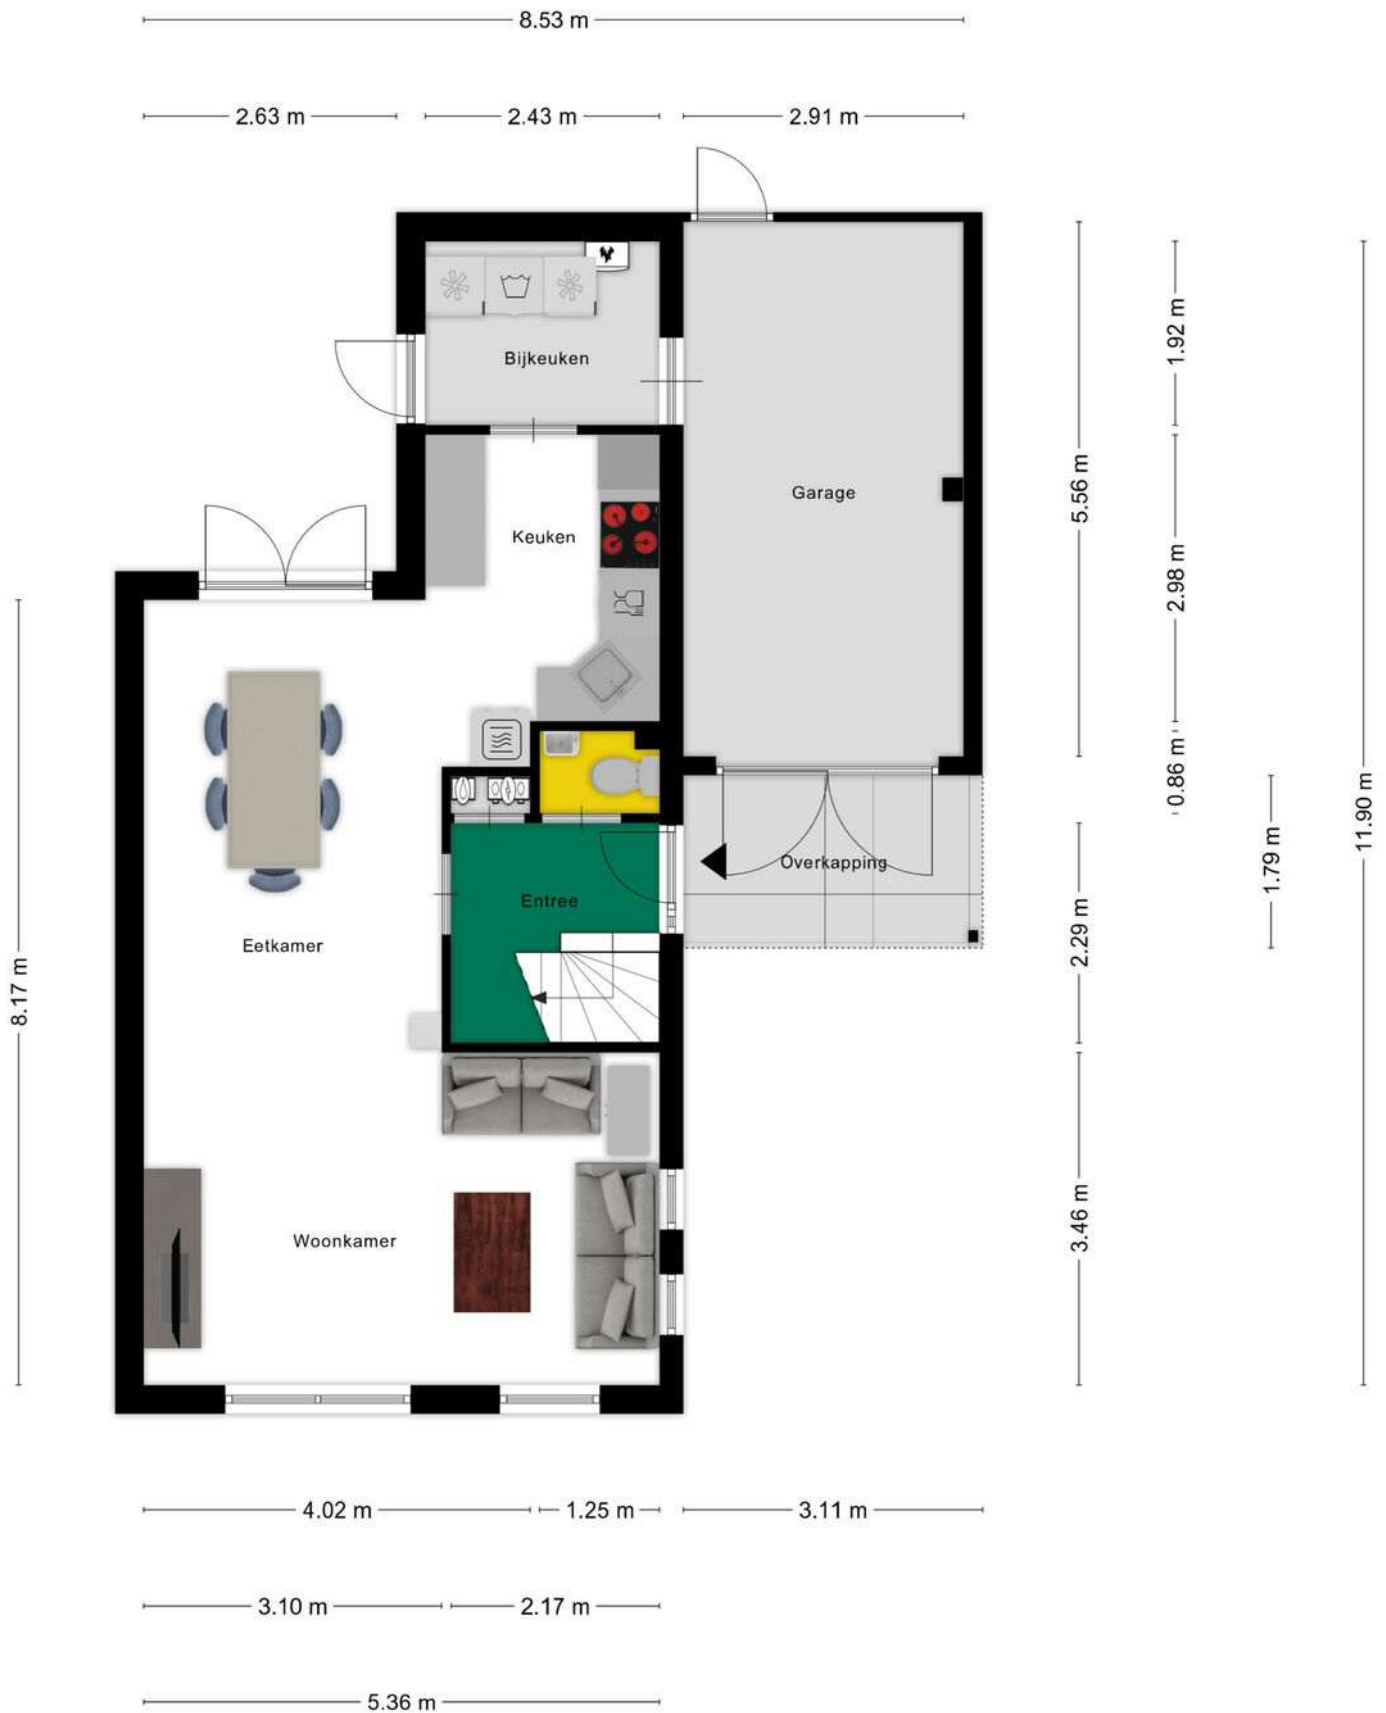 8.53 m
2.63 m
2.43 m
2.91 m
Bijkeuken
1.92 m
Garage
5.56 m
Keuken
2.98 m
0.86 m
11.90 m
Overkapping
1.79 m
Entree
2.29 m
Eetkamer
8.17 m
3.46 m
Woonkamer
4.02 m
1.25 m
3.11 m
3.10 m
2.17 m
5.36 m